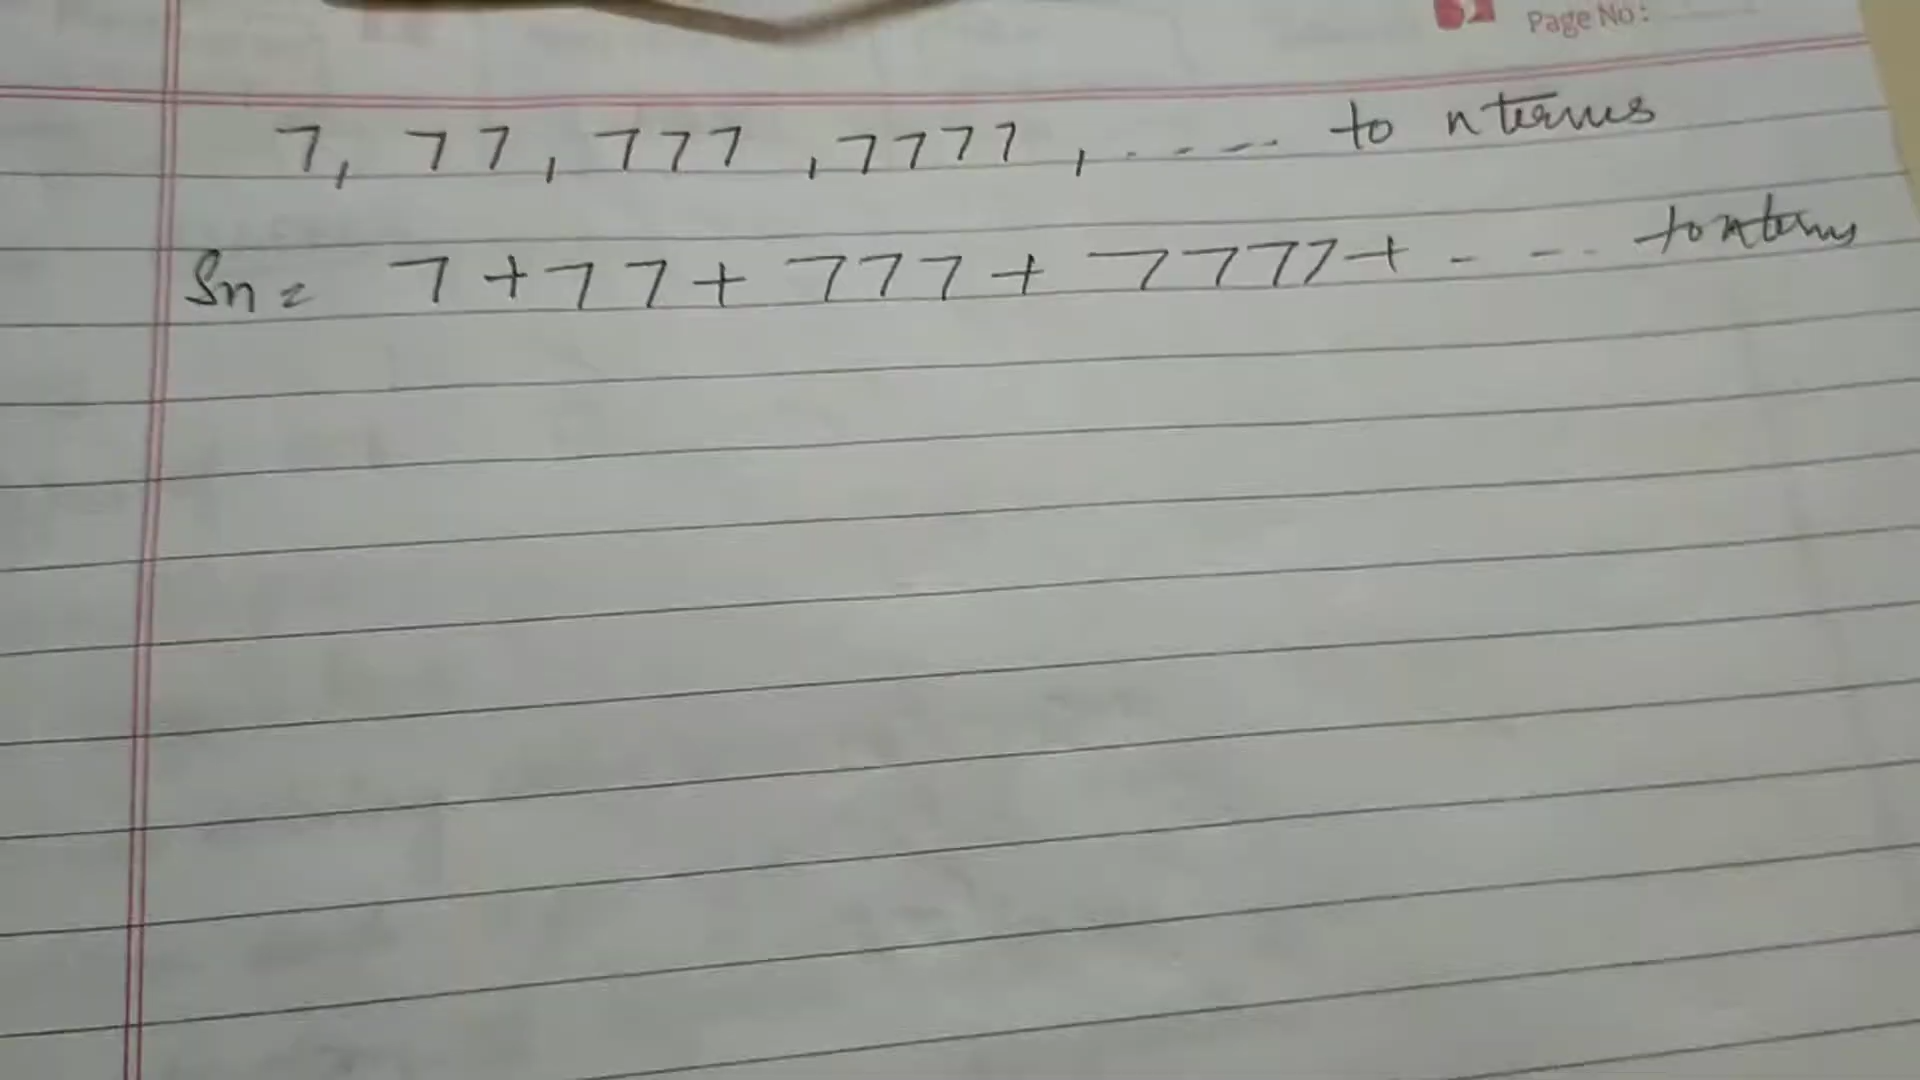 Page No:
7, 77, 777, 7777, ..... to n terms
Sn = 7 + 77 + 777 + 7777 + - - - .. to n terms